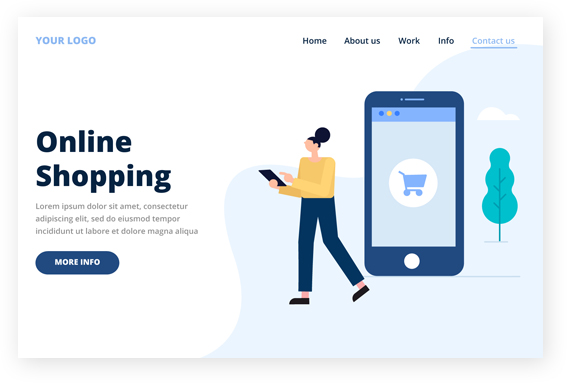 YOUR LOGO
Home About us Work Info Contact us
Online
Shopping
Lorem ipsum dolor sit amet, consectetur
adipiscing elit, sed do eiusmod tempor
incididunt ut labore et dolore magna aliqua
MORE INFO